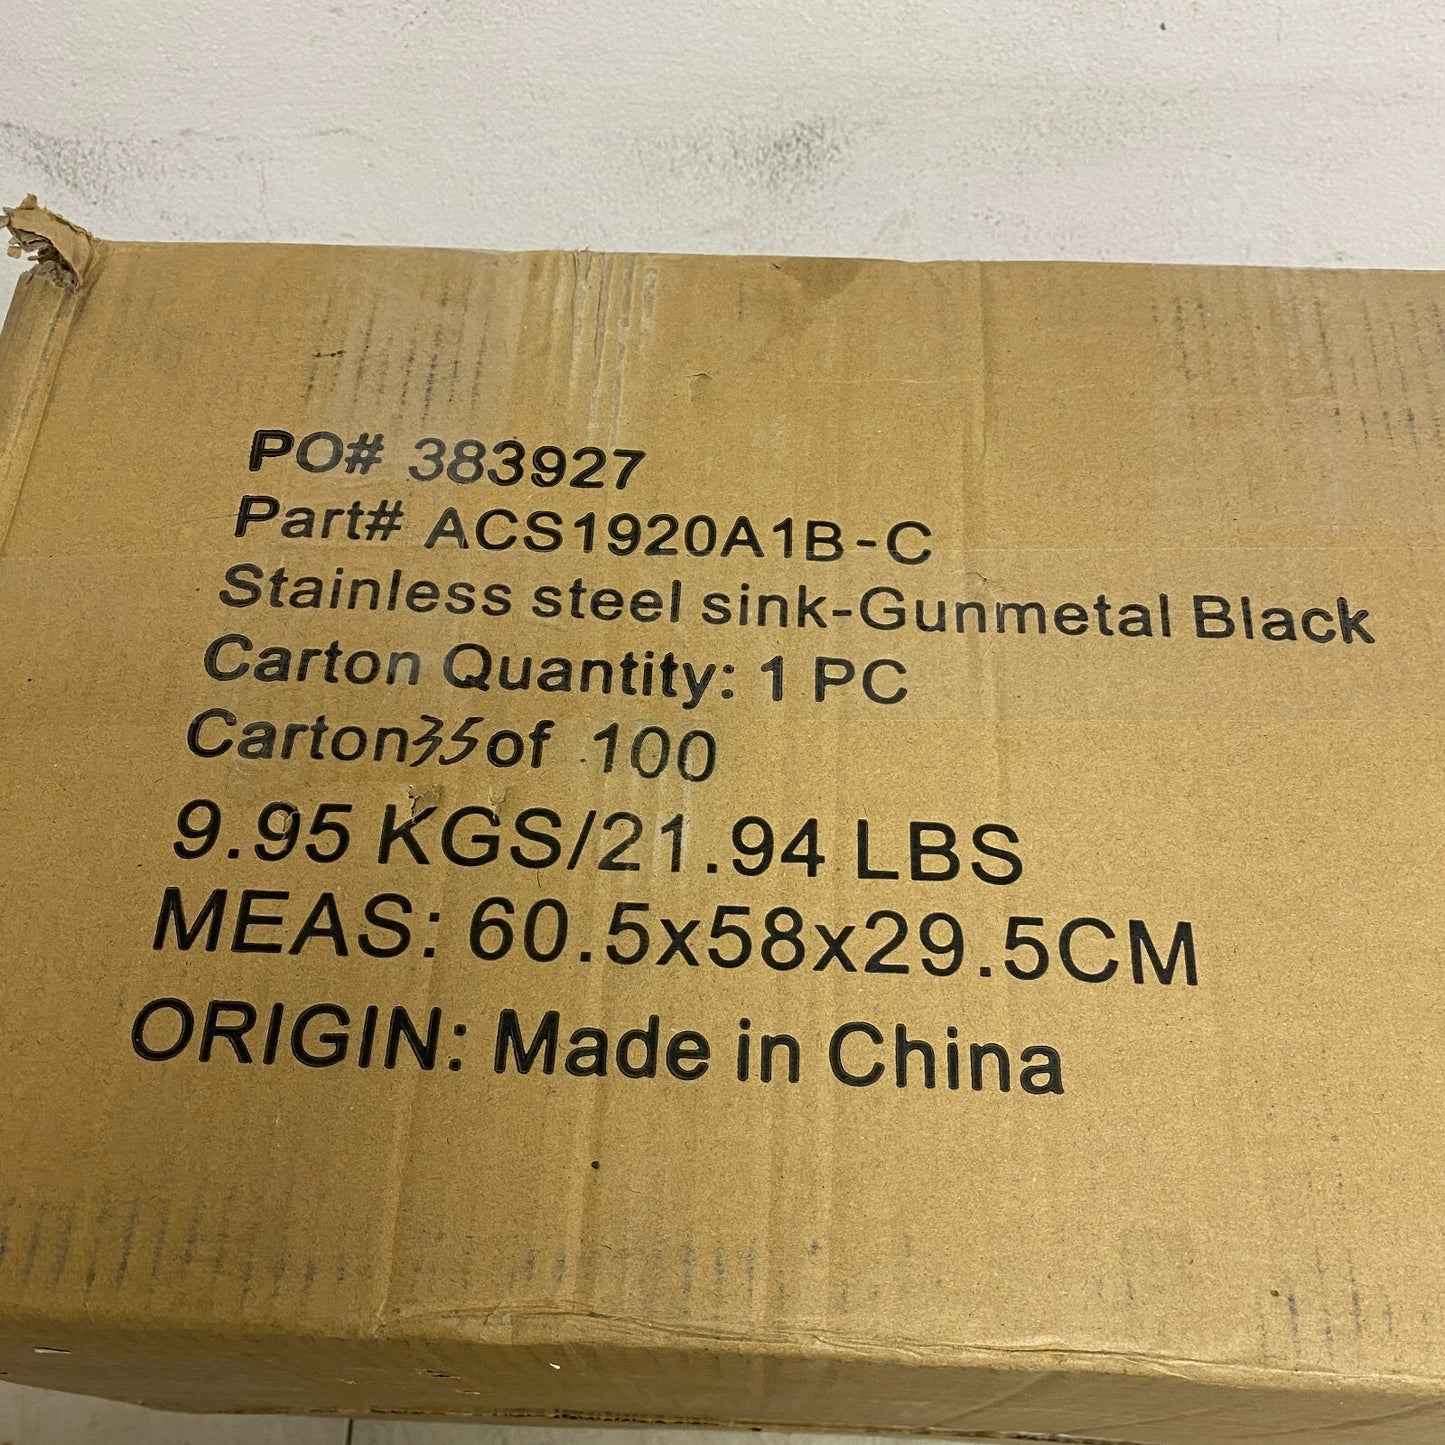 PO# 383927
Part# ACS1920A1B-C
Stainless steel sink-Gunmetal Black
Carton Quantity: 1 PC
Carton 35 of 100
9.95 KGS/21.94 LBS
MEAS: 60.5x58x29.5CM
ORIGIN: Made in China